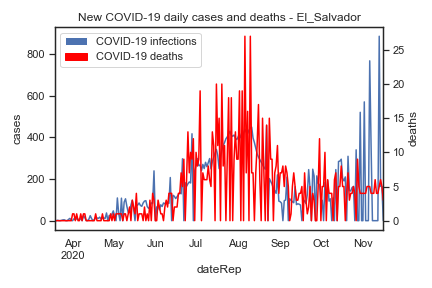 New COVID-19 daily cases and deaths - El_Salvador
COVID-19 infections
COVID-19 deaths
800
600
400
200
0
cases
25
20
15
10
5
0
deaths
Apr
2020
May
Jun
Jul
Aug
Sep
Oct
Nov
dateRep